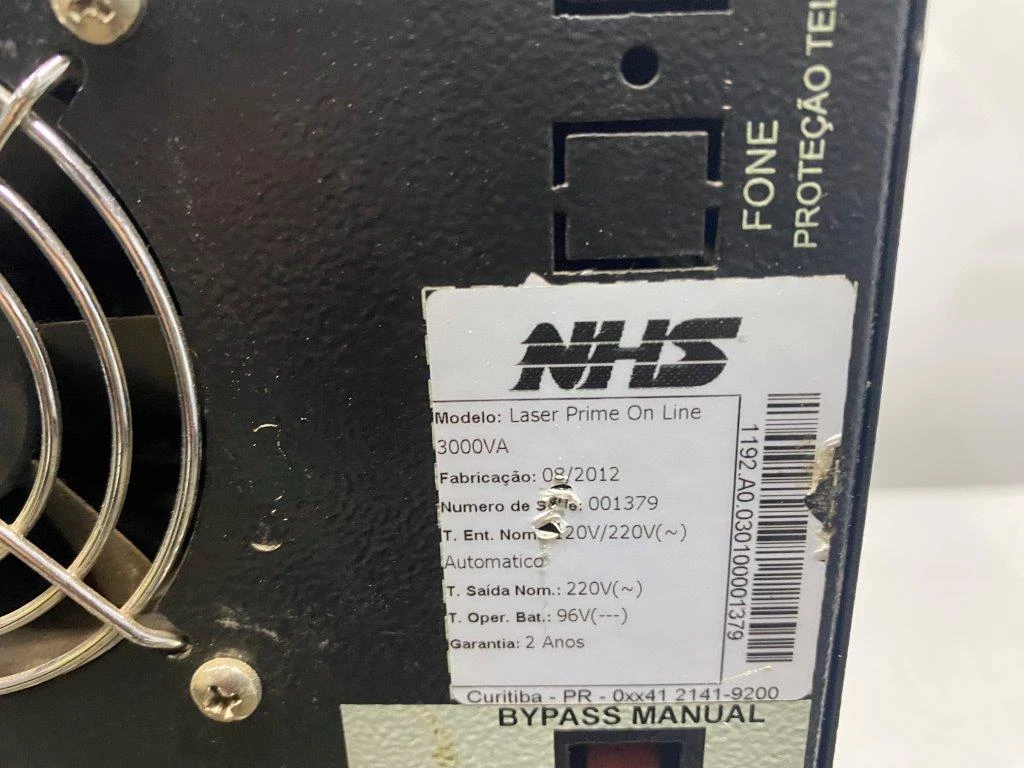 FONE
PROTEÇÃO TEL
NHS
Modelo: Laser Prime On Line
3000VA
Fabricação: 08/2012
Numero de Série: 001379
T. Ent. Nom.: 120V/220V(~)
Automatico
T. Saída Nom.: 220V(~)
T. Oper. Bat.: 96V(---)
Garantia: 2 Anos
1192.A0.0301000001379
Curitiba - PR - 0xx41 2141-9200
BYPASS MANUAL